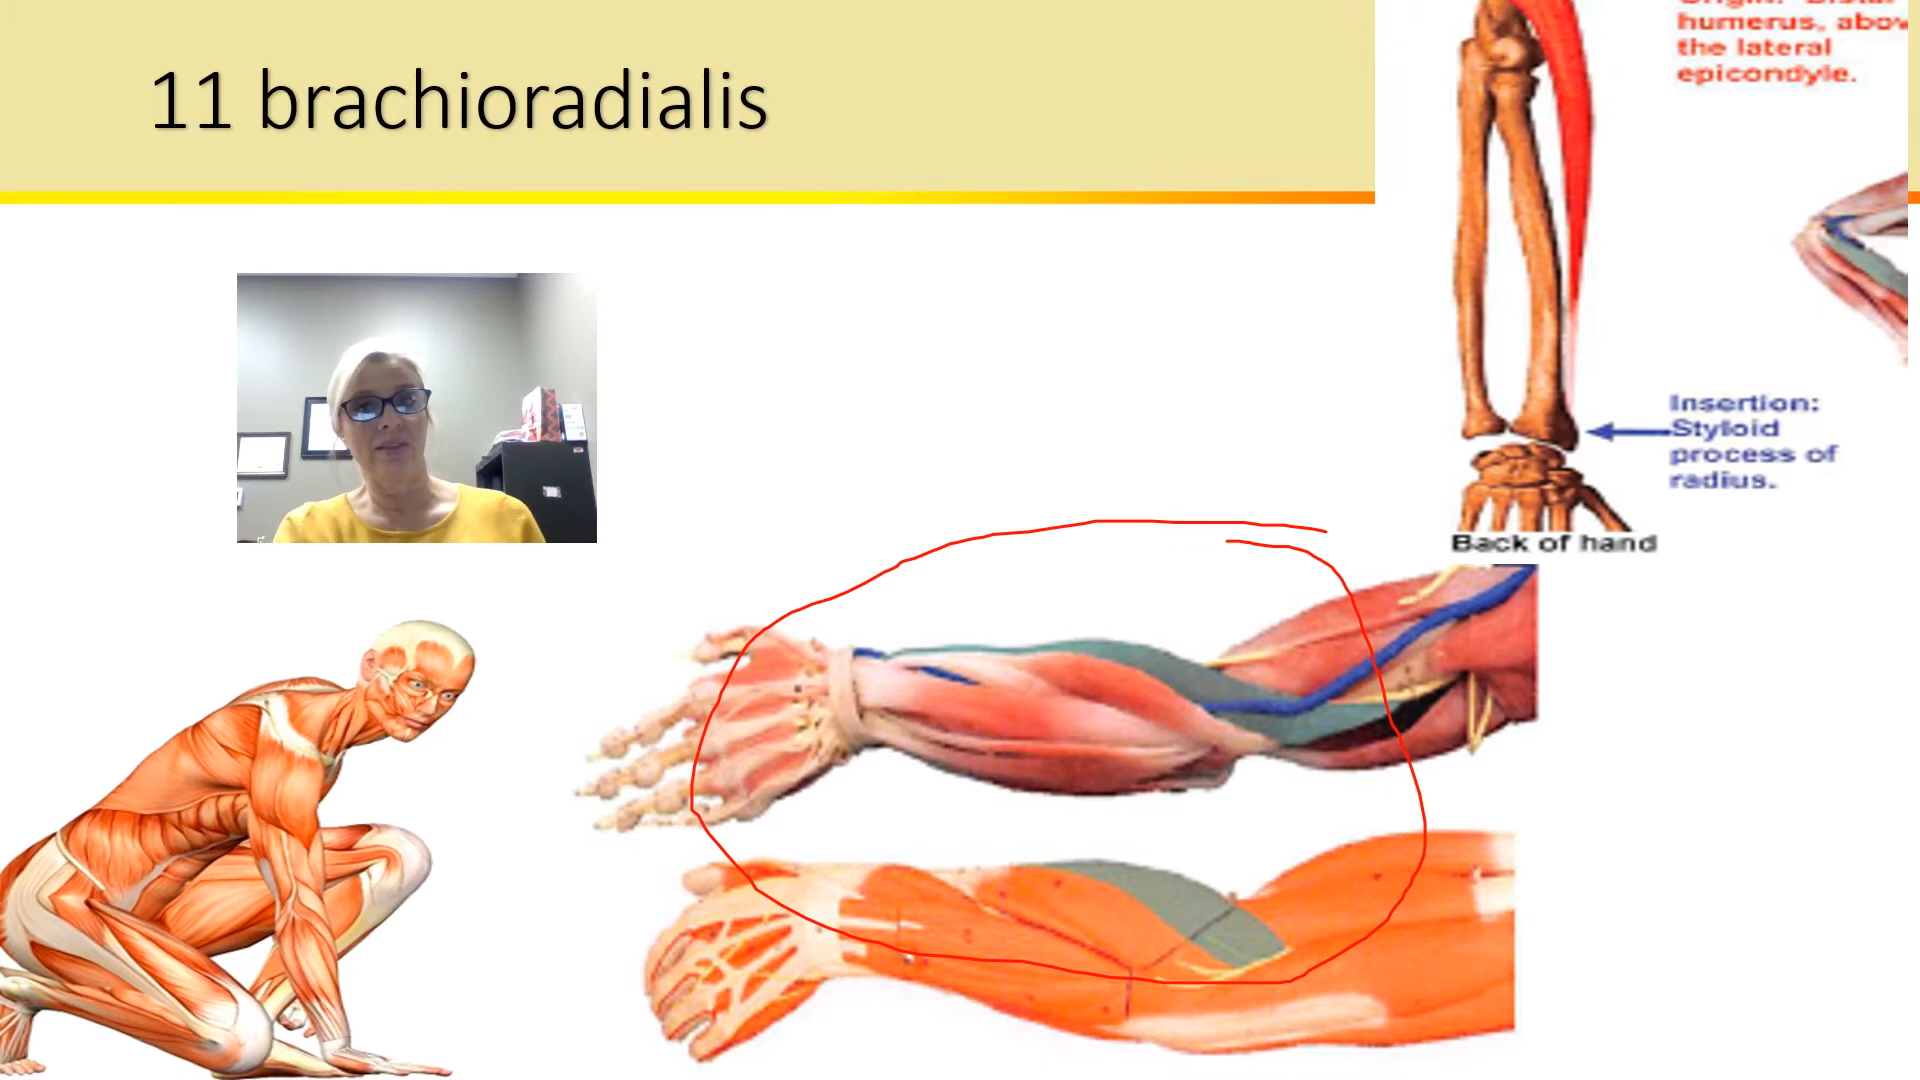 11 brachioradialis
humerus, abov
the lateral
epicondyle.
Insertion:
Styloid
process of
radius.
Back of hand